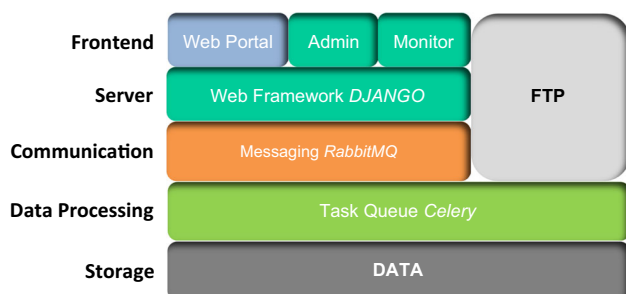 Frontend
Web Portal
Admin
Monitor
Server
Web Framework DJANGO
FTP
Communication
Messaging RabbitMQ
Data Processing
Task Queue Celery
Storage
DATA